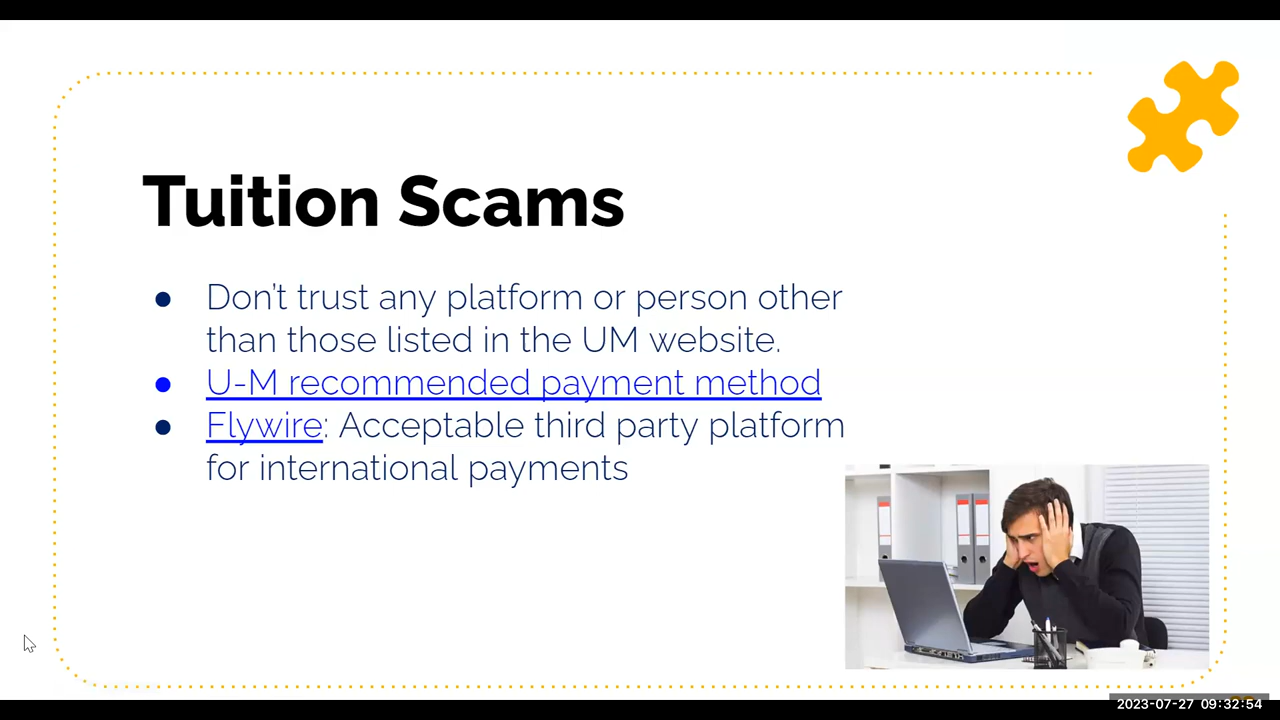 Tuition Scams
● Don't trust any platform or person other
than those listed in the UM website.
● U-M recommended payment method
● Flywire: Acceptable third party platform
for international payments
2023-07-27 09:32:54